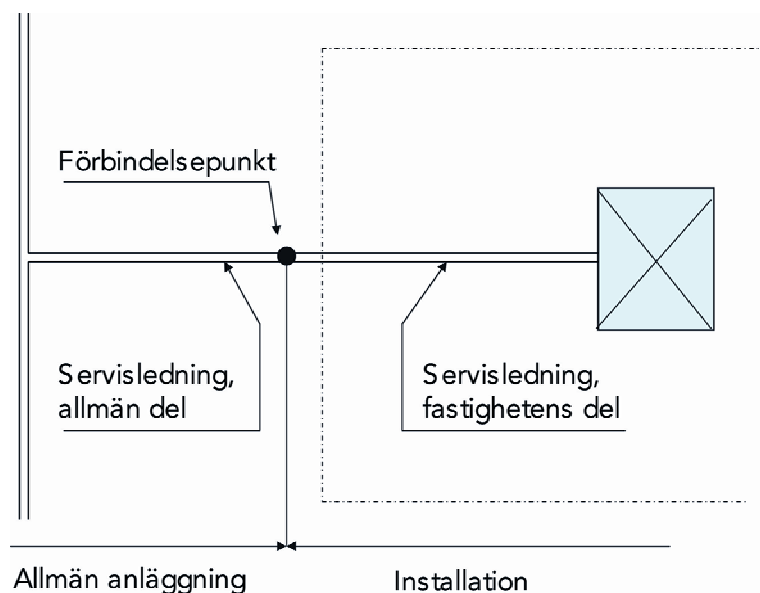 Förbindelsepunkt
Servisledning,
allmän del
Servisledning,
fastighetens del
Allmän anläggning
Installation